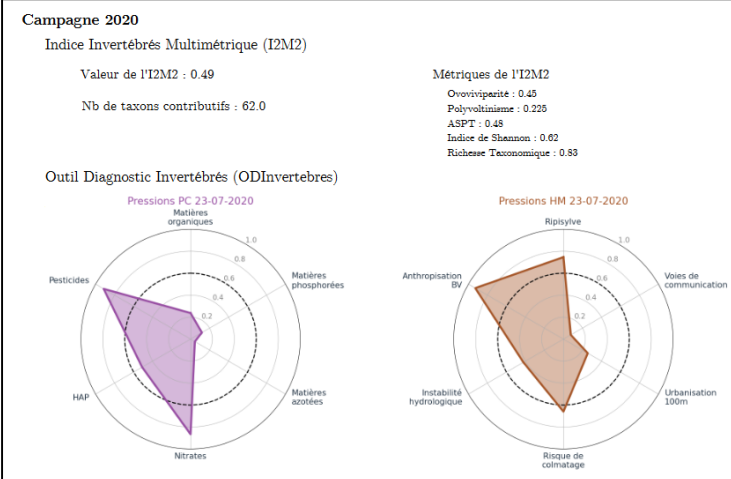 Campagne 2020
Indice Invertébrés Multimétrique (I2M2)
Valeur de l'I2M2 : 0.49
Nb de taxons contributifs : 62.0
Métriques de l'I2M2
Ovoviviparité : 0.45
Polyvoltinisme : 0.225
ASPT : 0.48
Indice de Shannon : 0.62
Richesse Taxonomique : 0.83
Outil Diagnostic Invertébrés (ODInvertebres)
Pressions PC 23-07-2020
Matières
organiques
1.0
0.8
0.6
0.4
0.2
Matières
phosphorées
Pesticides
HAP
Matières
azotées
Nitrates
Pressions HM 23-07-2020
Ripisylve
1.0
0.8
0.6
0.4
0.2
Anthropisation
BV
Voies de
communication
Instabilité
hydrologique
Urbanisation
100m
Risque de
colmatage